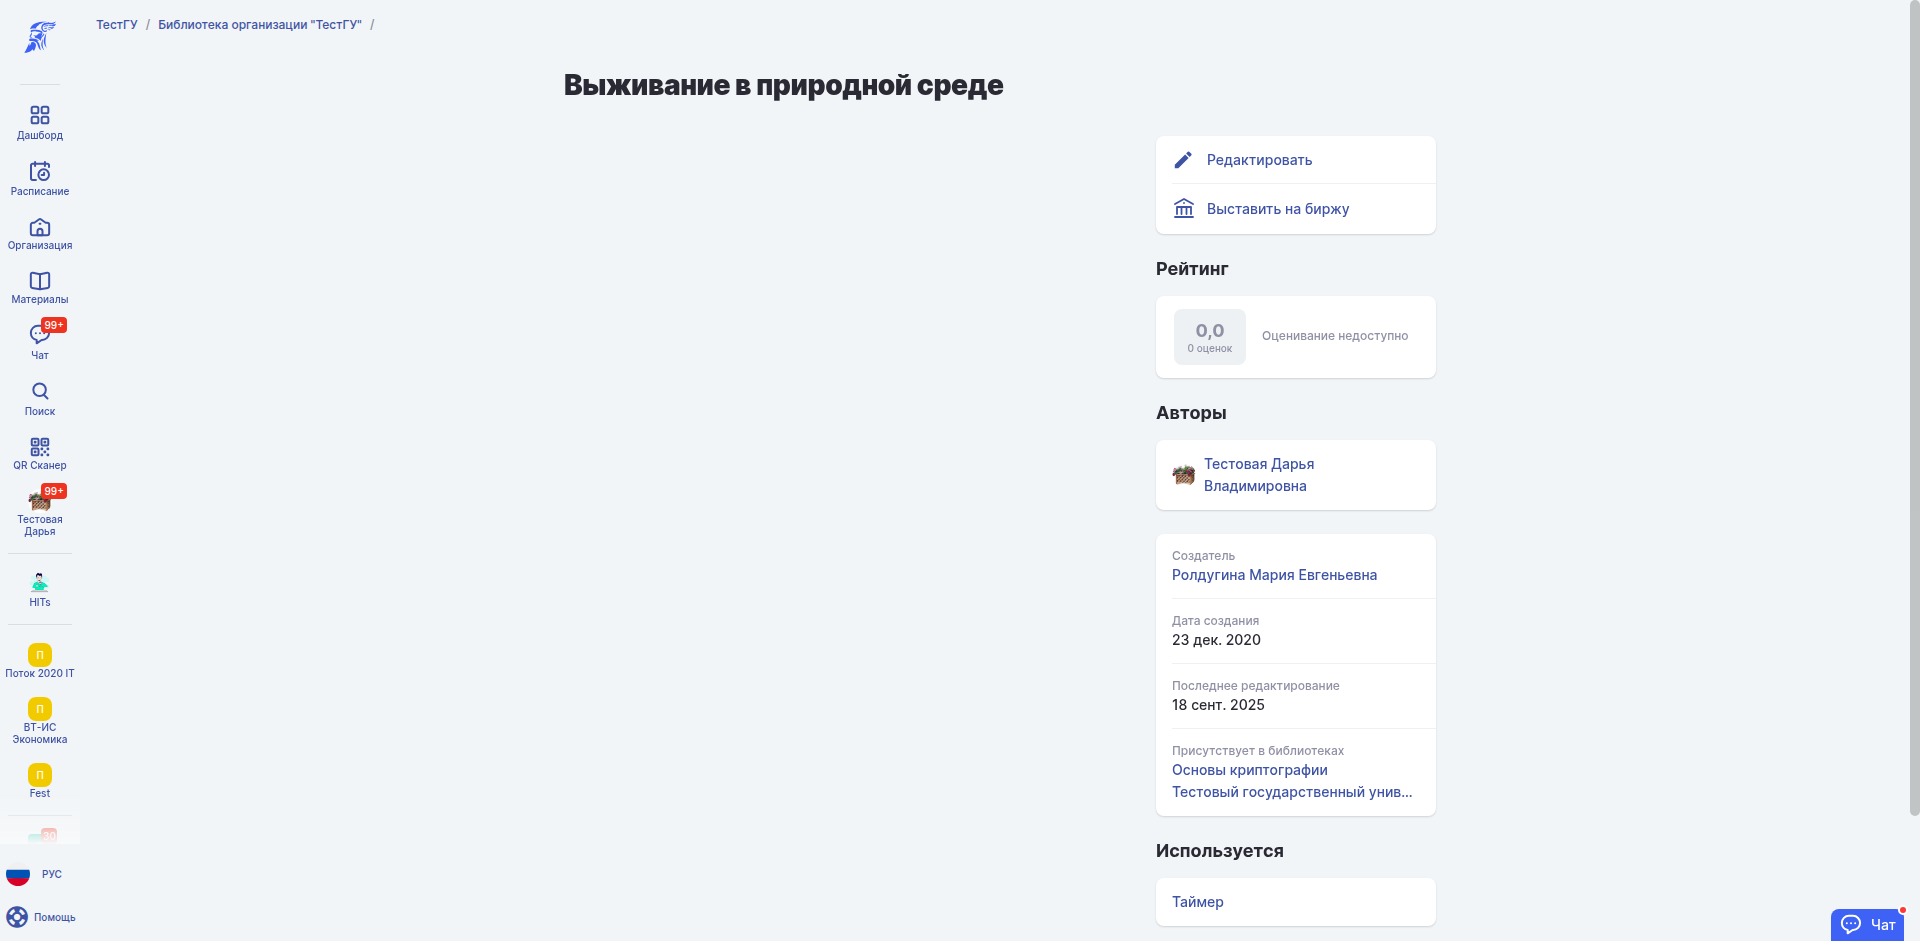 ТестГУ / Библиотека организации "ТестГУ" /
Выживание в природной среде
Дашборд
Расписание
Организация
Материалы
99+
Чат
Поиск
QR Сканер
99+
Тестовая
Дарья
HITs
П
Поток 2020 IT
П
ВТ-ИС
Экономика
П
Fest
30
РУС
Помощь
Редактировать
Выставить на биржу
Рейтинг
0,0
0 оценок
Оценивание недоступно
Авторы
Тестовая Дарья
Владимировна
Создатель
Ролдугина Мария Евгеньевна
Дата создания
23 дек. 2020
Последнее редактирование
18 сент. 2025
Присутствует в библиотеках
Основы криптографии
Тестовый государственный унив...
Используется
Таймер
Чат